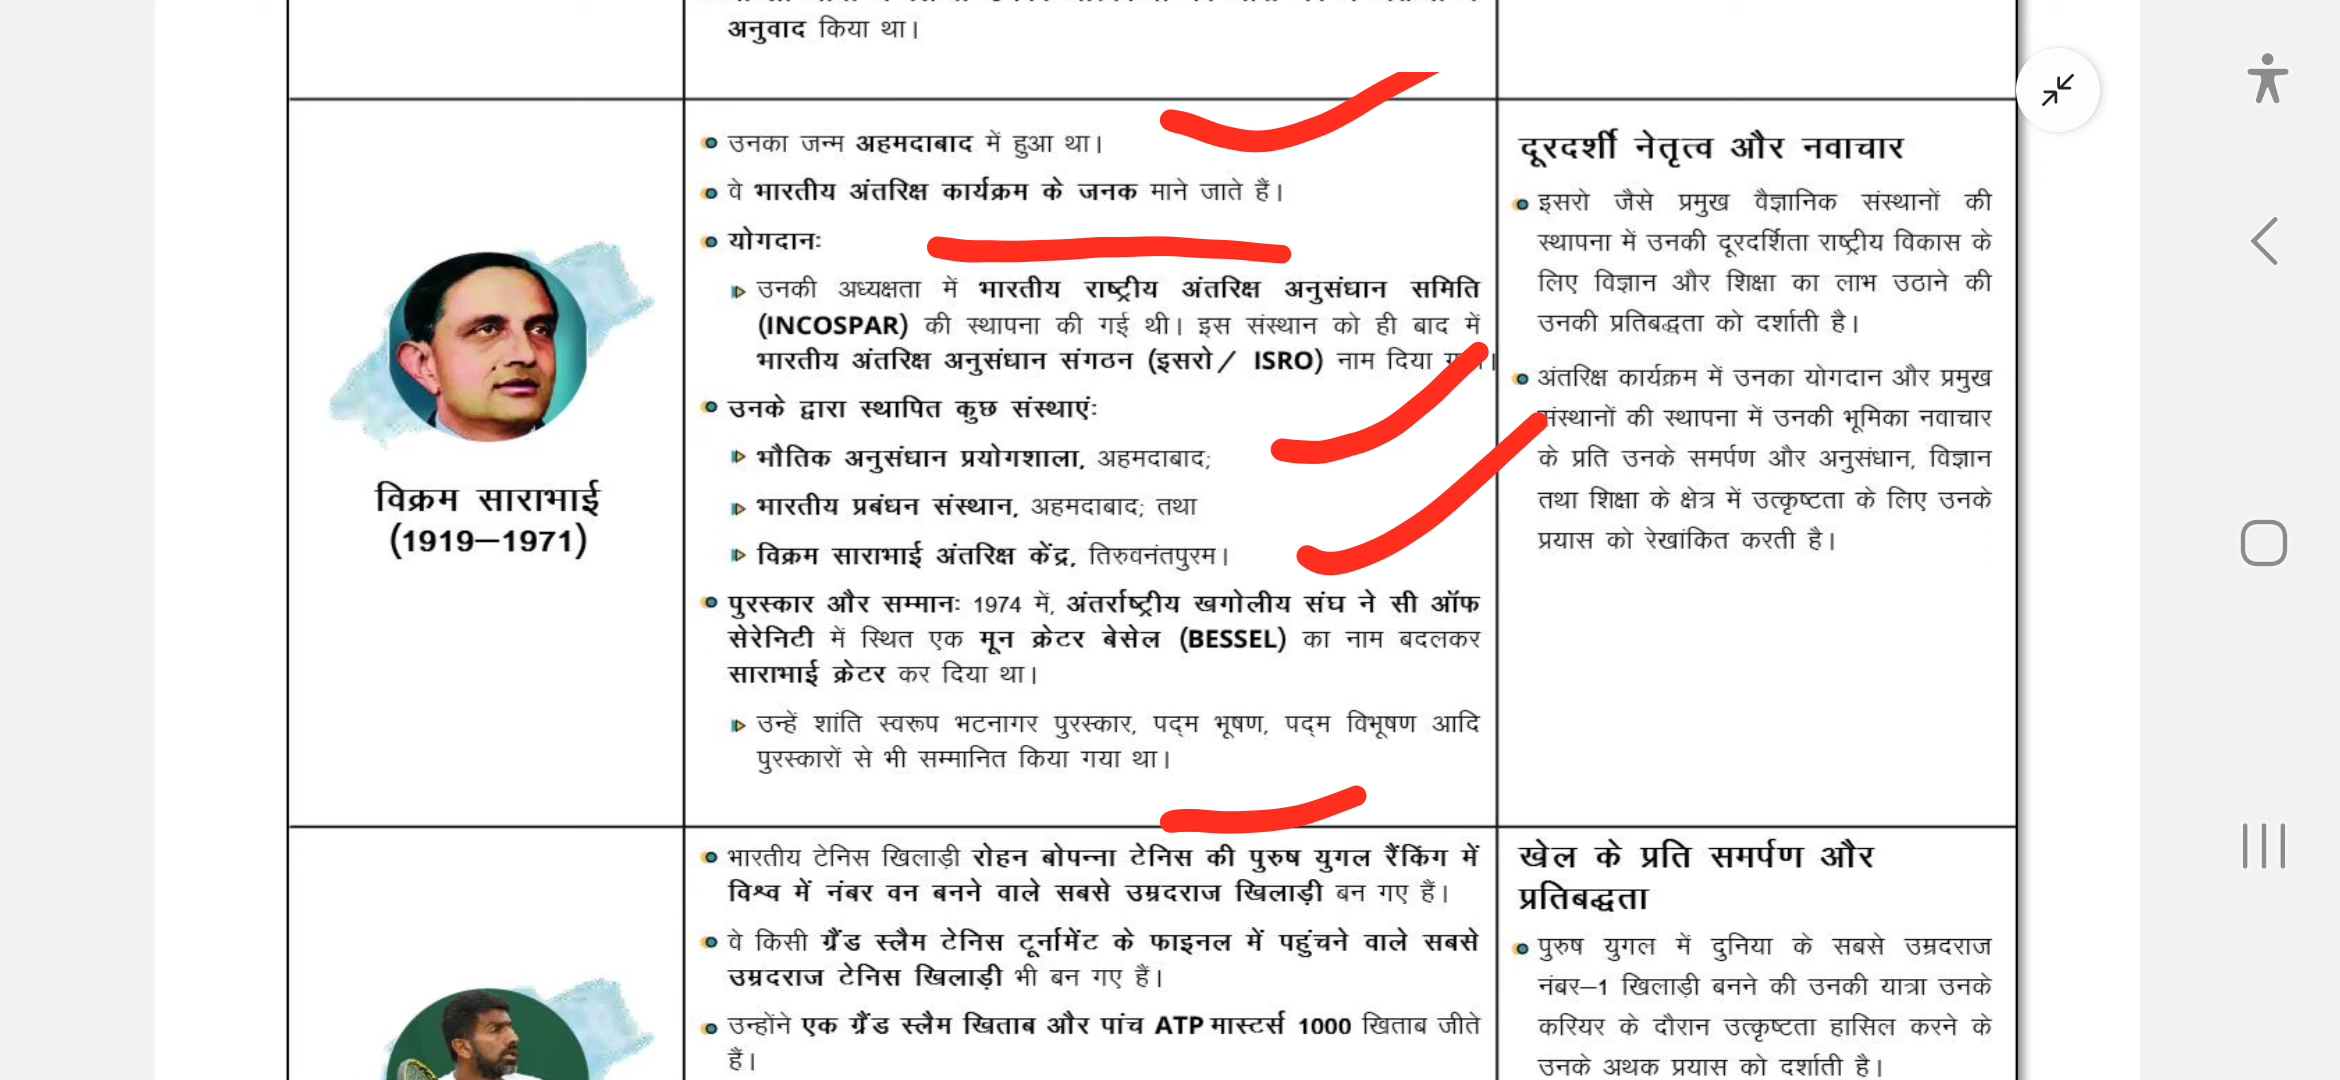 अनुवाद किया था।
विक्रम साराभाई
(1919–1971)
उनका जन्म अहमदाबाद में हुआ था।
वे भारतीय अंतरिक्ष कार्यक्रम के जनक माने जाते हैं।
योगदानः
उनकी अध्यक्षता में भारतीय राष्ट्रीय अंतरिक्ष अनुसंधान समिति
(INCOSPAR) की स्थापना की गई थी। इस संस्थान को ही बाद में
भारतीय अंतरिक्ष अनुसंधान संगठन (इसरो/ ISRO) नाम दिया
उनके द्वारा स्थापित कुछ संस्थाएंः
भौतिक अनुसंधान प्रयोगशाला, अहमदाबाद;
भारतीय प्रबंधन संस्थान, अहमदाबाद; तथा
विक्रम साराभाई अंतरिक्ष केंद्र, तिरुवनंतपुरम।
पुरस्कार और सम्मानः 1974 में, अंतर्राष्ट्रीय खगोलीय संघ ने सी ऑफ
सेरेनिटी में स्थित एक मून क्रेटर बेसेल (BESSEL) का नाम बदलकर
साराभाई क्रेटर कर दिया था।
उन्हें शांति स्वरूप भटनागर पुरस्कार, पद्म भूषण, पद्म विभूषण आदि
पुरस्कारों से भी सम्मानित किया गया था।
दूरदर्शी नेतृत्व और नवाचार
इसरो जैसे प्रमुख वैज्ञानिक संस्थानों की
स्थापना में उनकी दूरदर्शिता राष्ट्रीय विकास के
लिए विज्ञान और शिक्षा का लाभ उठाने की
उनकी प्रतिबद्धता को दर्शाती है।
अंतरिक्ष कार्यक्रम में उनका योगदान और प्रमुख
संस्थानों की स्थापना में उनकी भूमिका नवाचार
के प्रति उनके समर्पण और अनुसंधान, विज्ञान
तथा शिक्षा के क्षेत्र में उत्कृष्टता के लिए उनके
प्रयास को रेखांकित करती है।
भारतीय टेनिस खिलाड़ी रोहन बोपन्ना टेनिस की पुरुष युगल रैंकिंग में
विश्व में नंबर वन बनने वाले सबसे उम्रदराज खिलाड़ी बन गए हैं।
वे किसी ग्रैंड स्लैम टेनिस टूर्नामेंट के फाइनल में पहुंचने वाले सबसे
उम्रदराज टेनिस खिलाड़ी भी बन गए हैं।
उन्होंने एक ग्रैंड स्लैम खिताब और पांच ATP मास्टर्स 1000 खिताब जीते
हैं।
खेल के प्रति समर्पण और
प्रतिबद्धता
पुरुष युगल में दुनिया के सबसे उम्रदराज
नंबर–1 खिलाड़ी बनने की उनकी यात्रा उनके
करियर के दौरान उत्कृष्टता हासिल करने के
उनके अथक प्रयास को दर्शाती है।